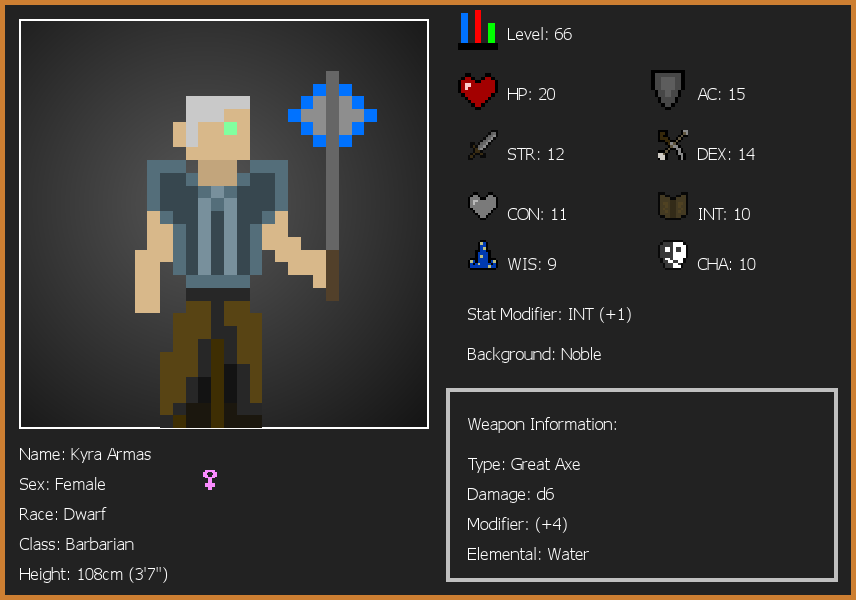 Level: 66
HP: 20
AC: 15
STR: 12
DEX: 14
CON: 11
INT: 10
WIS: 9
CHA: 10
Stat Modifier: INT (+1)
Background: Noble
Weapon Information:
Type: Great Axe
Damage: d6
Modifier: (+4)
Elemental: Water
Name: Kyra Armas
Sex: Female
Race: Dwarf
Class: Barbarian
Height: 108cm (3'7")